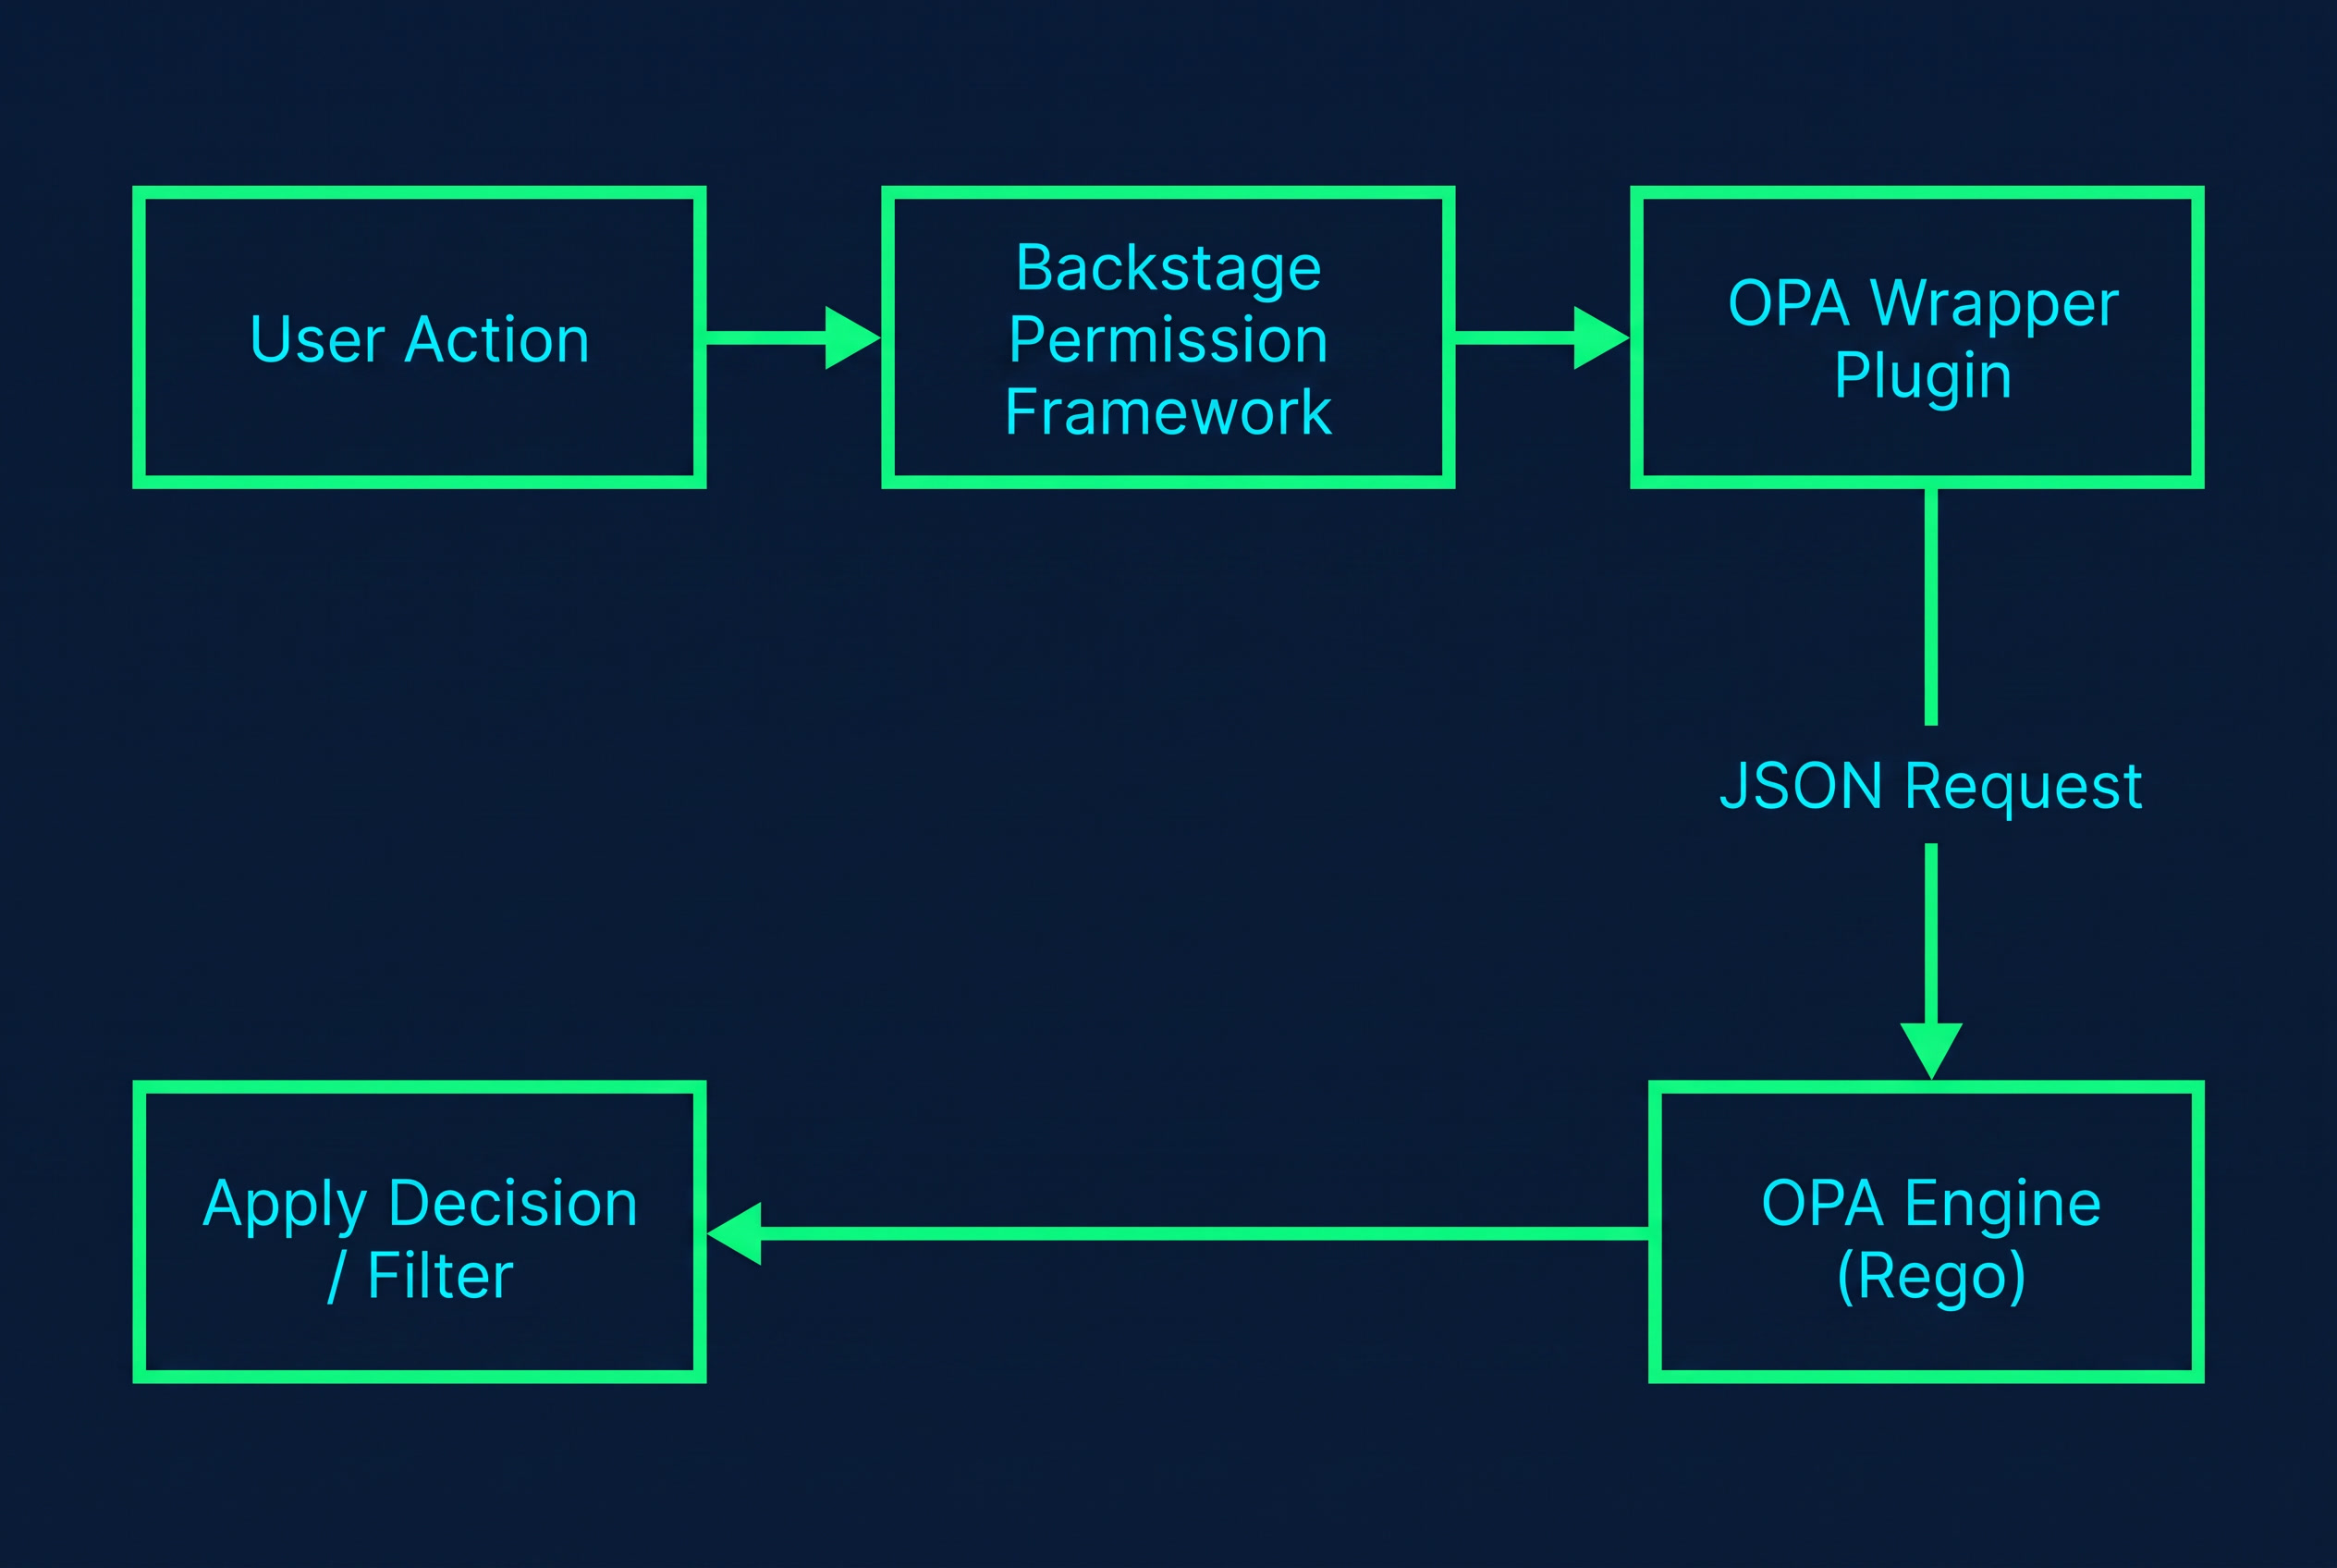 User Action
Backstage
Permission
Framework
OPA Wrapper
Plugin
JSON Request
OPA Engine
(Rego)
Apply Decision
/ Filter